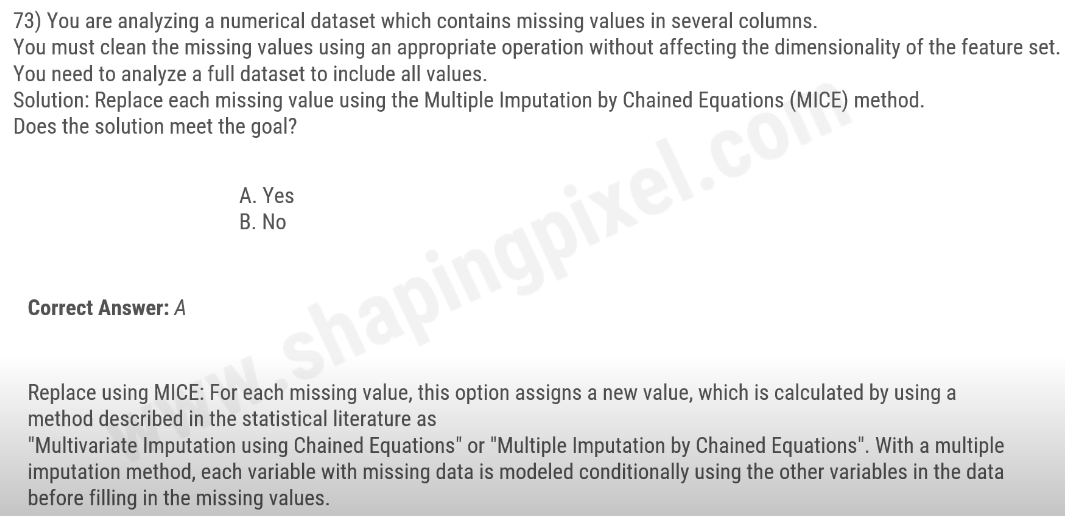 73) You are analyzing a numerical dataset which contains missing values in several columns.
You must clean the missing values using an appropriate operation without affecting the dimensionality of the feature set.
You need to analyze a full dataset to include all values.
Solution: Replace each missing value using the Multiple Imputation by Chained Equations (MICE) method.
Does the solution meet the goal?
A. Yes
B. No
Correct Answer: A
Replace using MICE: For each missing value, this option assigns a new value, which is calculated by using a
method described in the statistical literature as
"Multivariate Imputation using Chained Equations" or "Multiple Imputation by Chained Equations". With a multiple
imputation method, each variable with missing data is modeled conditionally using the other variables in the data
before filling in the missing values.
www.shapingpixel.com